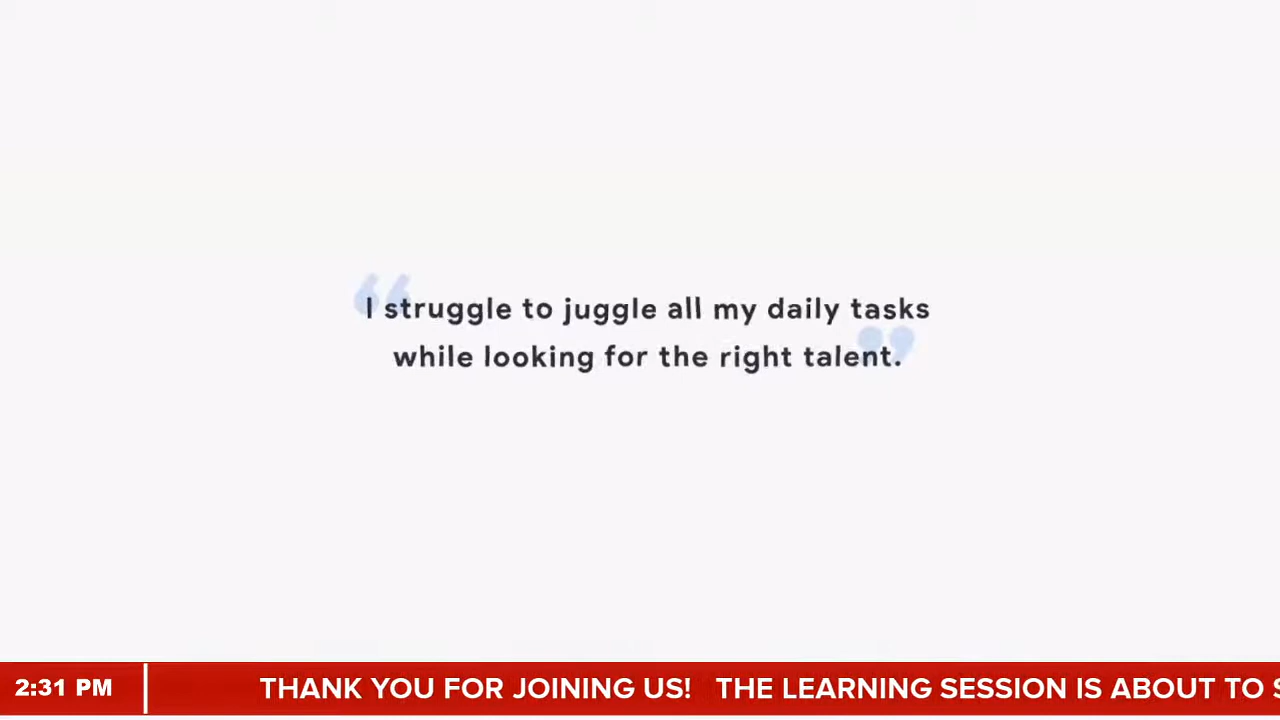 “I struggle to juggle all my daily tasks
while looking for the right talent.”
2:31 PM
THANK YOU FOR JOINING US! THE LEARNING SESSION IS ABOUT TO